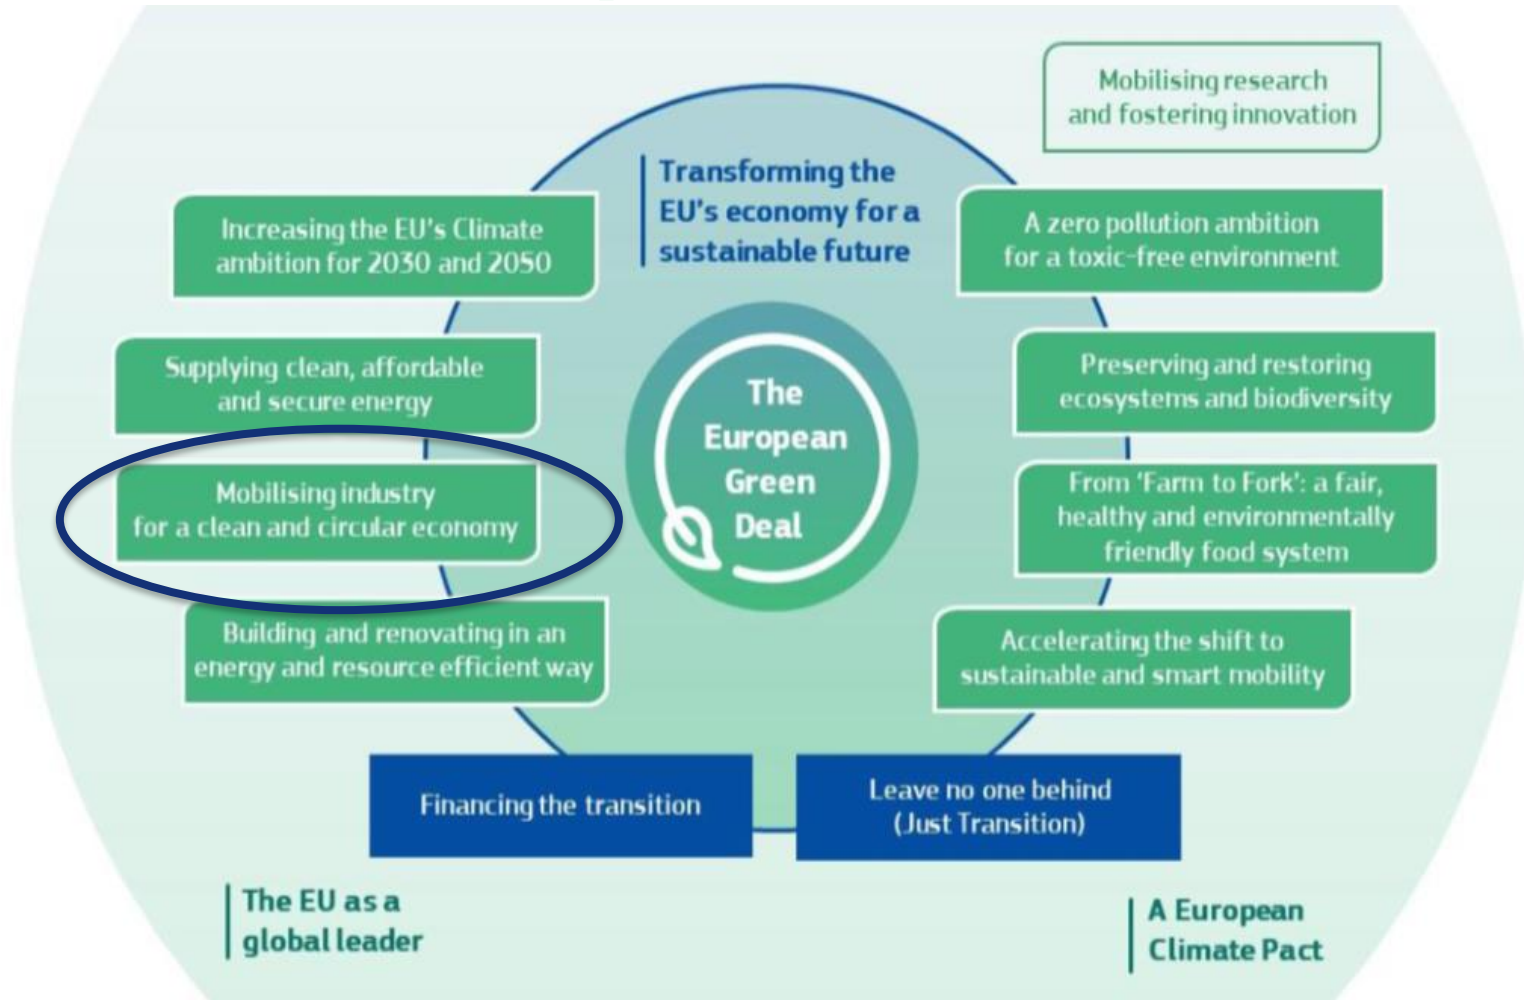 Mobilising research
and fostering innovation
Transforming the
EU's economy for a
sustainable future
Increasing the EU's Climate
ambition for 2030 and 2050
A zero pollution ambition
for a toxic-free environment
Supplying clean, affordable
and secure energy
Preserving and restoring
ecosystems and biodiversity
The
European
Green
Deal
Mobilising industry
for a clean and circular economy
From 'Farm to Fork': a fair,
healthy and environmentally
friendly food system
Building and renovating in an
energy and resource efficient way
Accelerating the shift to
sustainable and smart mobility
Financing the transition
Leave no one behind
(Just Transition)
The EU as a
global leader
A European
Climate Pact